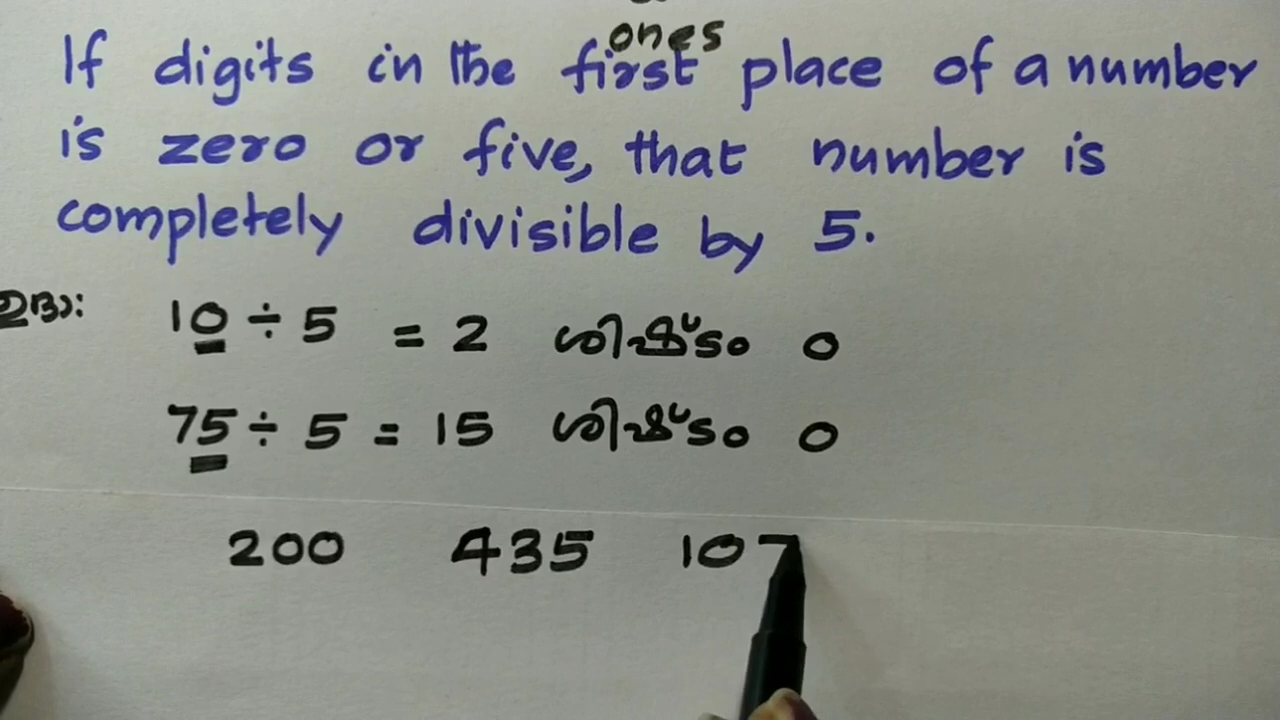 ones
If digits in the first place of a number
is zero or five, that number is
completely divisible by 5.
ഉദാ: 10 ÷ 5 = 2 ശിഷ്ടം 0
75 ÷ 5 = 15 ശിഷ്ടം 0
200 435 107